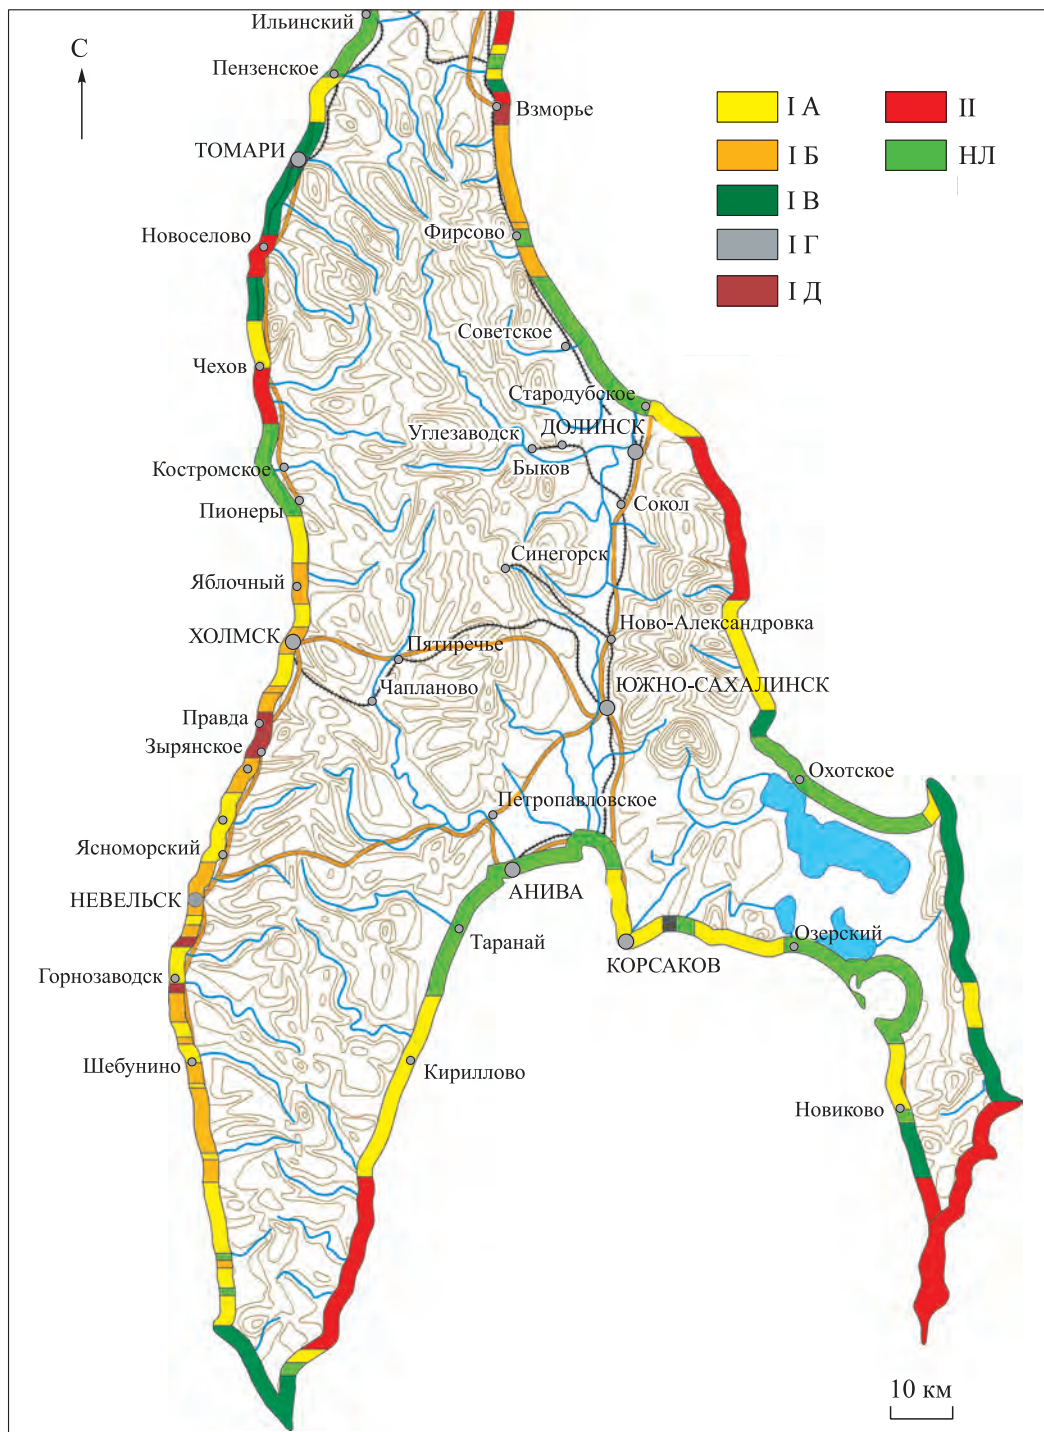 Ильинский
С
Пензенское
Взморье
I А
II
I Б
НЛ
I В
I Г
I Д
ТОМАРИ
Новоселово
Фирсово
Советское
Чехов
Стародубское
Углезаводск
ДОЛИНСК
Быков
Костромское
Пионеры
Сокол
Синегорск
Яблочный
ХОЛМСК
Ново-Александровка
Пятиречье
Чапланово
ЮЖНО-САХАЛИНСК
Правда
Зырянское
Охотское
Петропавловское
Ясноморский
НЕВЕЛЬСК
АНИВА
Таранай
КОРСАКОВ
Озерский
Горнозаводск
Шебунино
Кириллово
Новиково
10 км